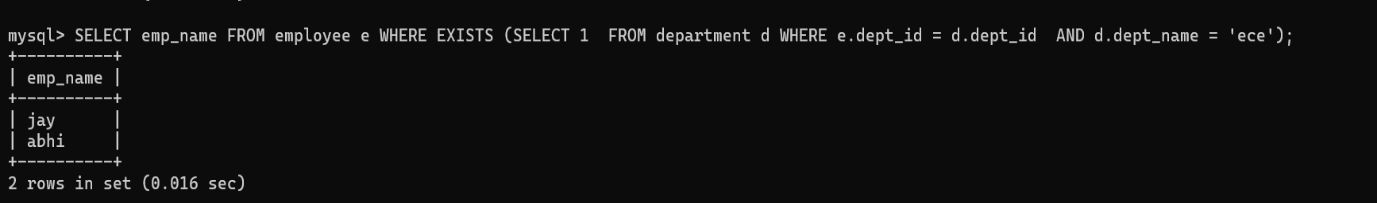 mysql> SELECT emp_name FROM employee e WHERE EXISTS (SELECT 1  FROM department d WHERE e.dept_id = d.dept_id  AND d.dept_name = 'ece');
+----------+
| emp_name |
+----------+
| jay      |
| abhi     |
+----------+
2 rows in set (0.016 sec)